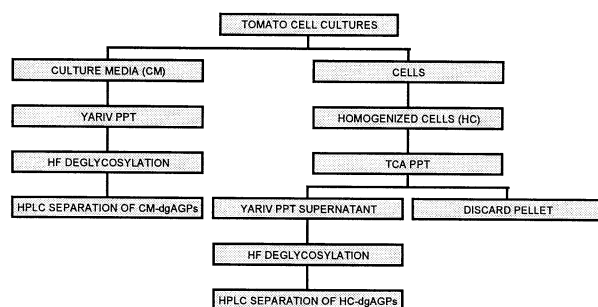 TOMATO CELL CULTURES
CULTURE MEDIA (CM)
CELLS
YARIV PPT
HOMOGENIZED CELLS (HC)
HF DEGLYCOSYLATION
TCA PPT
HPLC SEPARATION OF CM-dgAGPs
YARIV PPT SUPERNATANT
DISCARD PELLET
HF DEGLYCOSYLATION
HPLC SEPARATION OF HC-dgAGPs